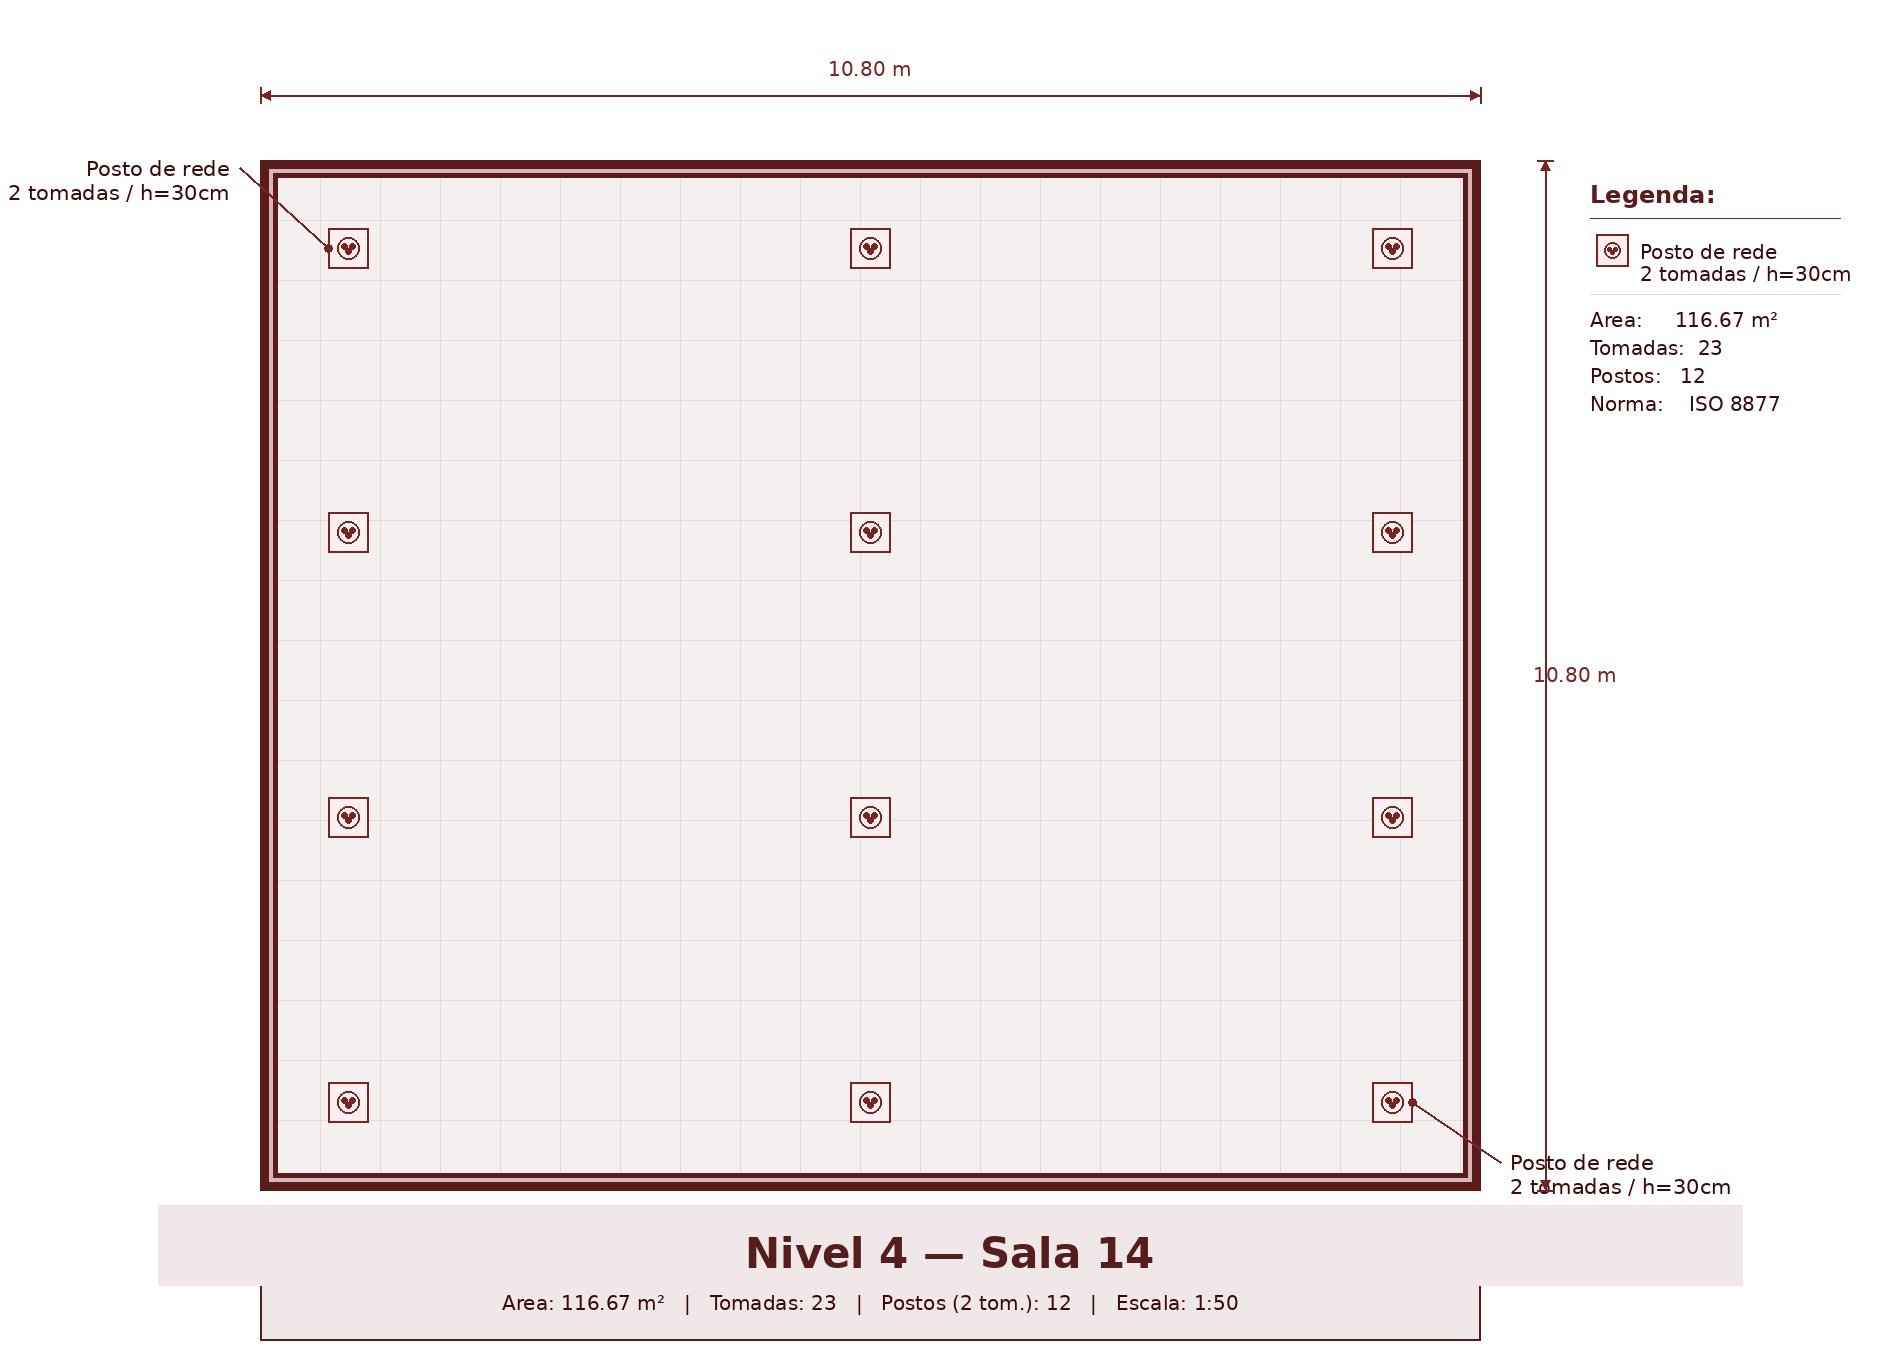 10.80 m
Posto de rede
2 tomadas / h=30cm
Legenda:
Posto de rede
2 tomadas / h=30cm
Area: 116.67 m²
Tomadas: 23
Postos: 12
Norma: ISO 8877
10.80 m
Posto de rede
2 tomadas / h=30cm
Nivel 4 — Sala 14
Area: 116.67 m² | Tomadas: 23 | Postos (2 tom.): 12 | Escala: 1:50